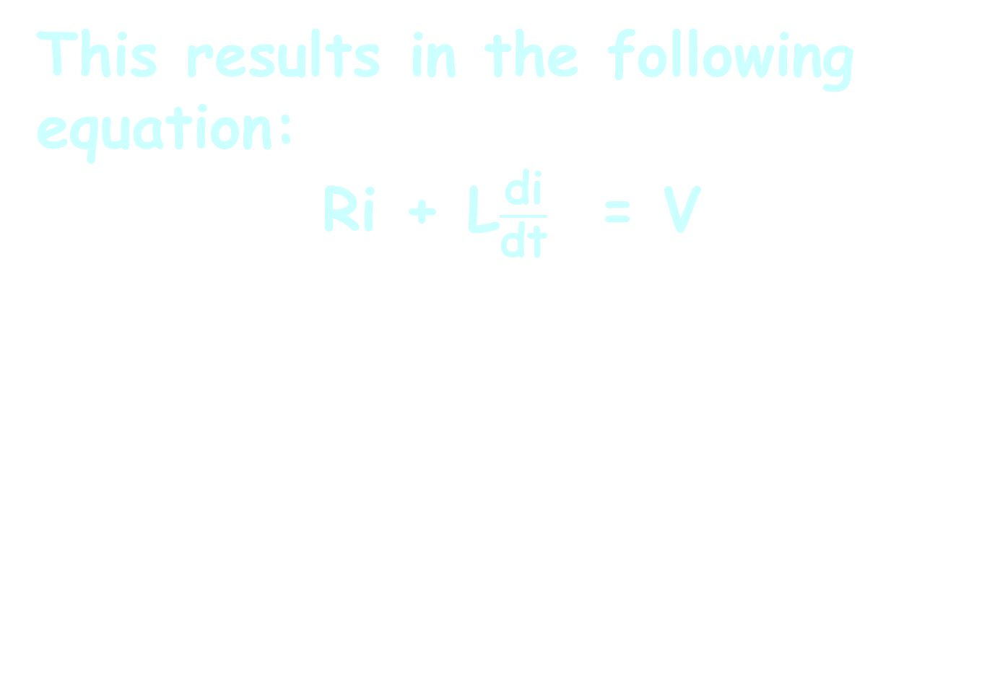 This results in the following
equation:
Ri + L di/dt = V